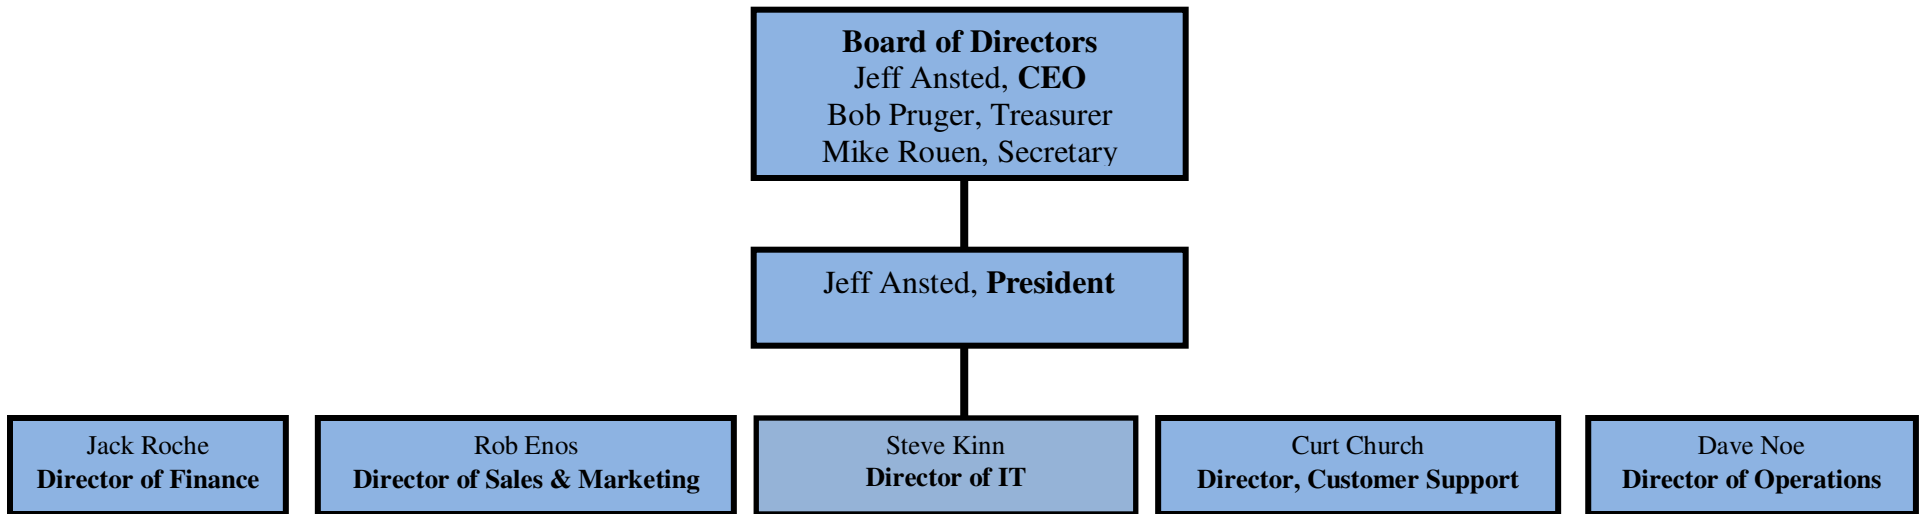 Board of Directors
Jeff Ansted, CEO
Bob Pruger, Treasurer
Mike Rouen, Secretary
Jeff Ansted, President
Jack Roche
Director of Finance
Rob Enos
Director of Sales & Marketing
Steve Kinn
Director of IT
Curt Church
Director, Customer Support
Dave Noe
Director of Operations